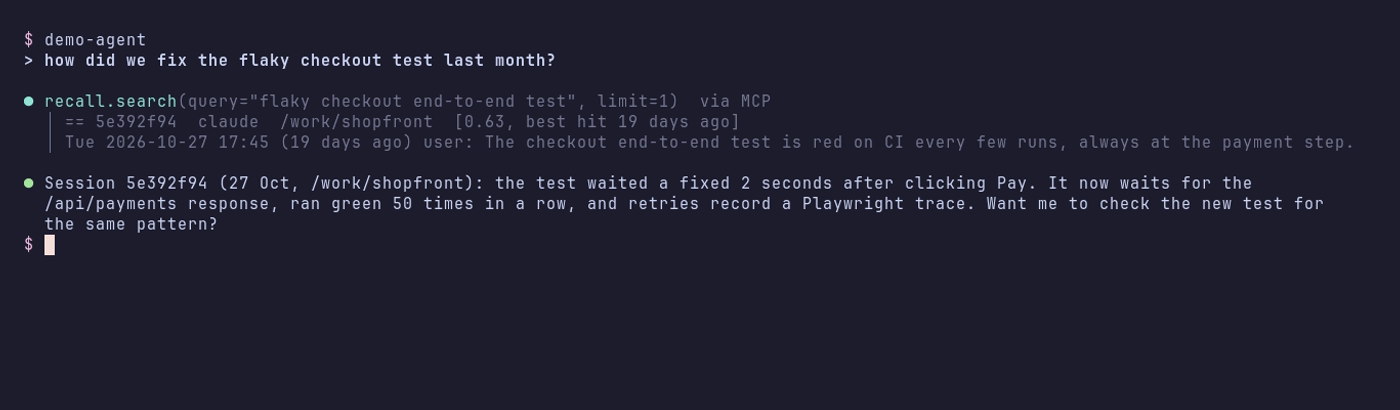 $ demo-agent
> how did we fix the flaky checkout test last month?
● recall.search(query="flaky checkout end-to-end test", limit=1)  via MCP
== 5e392f94  claude  /work/shopfront  [0.63, best hit 19 days ago]
Tue 2026-10-27 17:45 (19 days ago) user: The checkout end-to-end test is red on CI every few runs, always at the payment step.
● Session 5e392f94 (27 Oct, /work/shopfront): the test waited a fixed 2 seconds after clicking Pay. It now waits for the
/api/payments response, ran green 50 times in a row, and retries record a Playwright trace. Want me to check the new test for
the same pattern?
$